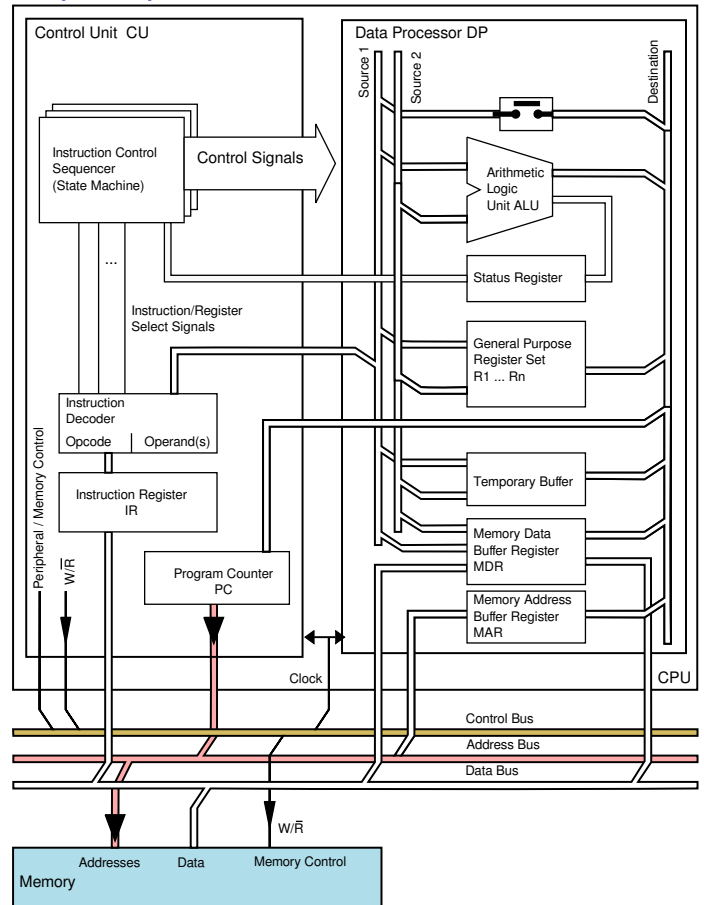 Control Unit CU
Data Processor DP
Source 1
Source 2
Destination
Instruction Control
Sequencer
(State Machine)
Control Signals
Arithmetic
Logic
Unit ALU
...
Status Register
Instruction/Register
Select Signals
General Purpose
Register Set
R1 ... Rn
Instruction
Decoder
Opcode
Operand(s)
Peripheral / Memory Control
W̅/R
Instruction Register
IR
Temporary Buffer
Memory Data
Buffer Register
MDR
Program Counter
PC
Memory Address
Buffer Register
MAR
Clock
CPU
Control Bus
Address Bus
Data Bus
W/R̅
Addresses
Data
Memory Control
Memory